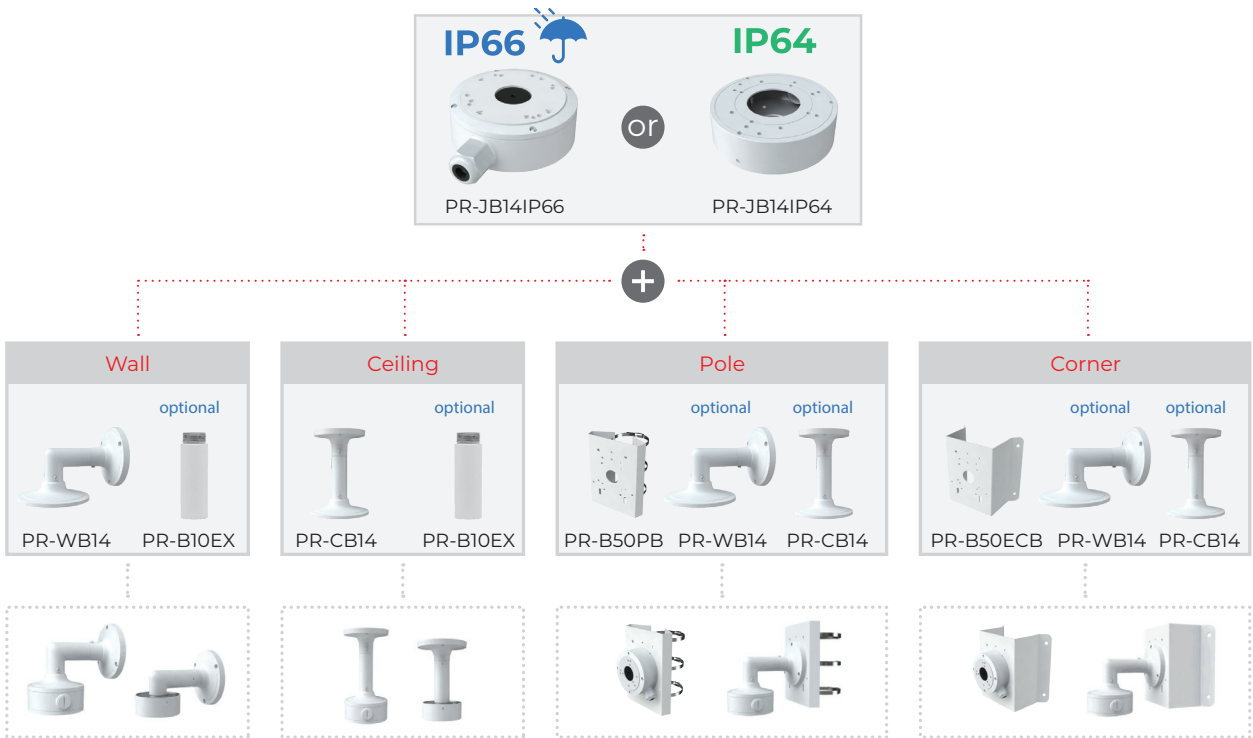 IP66 IP64
or
PR-JB14IP66 PR-JB14IP64
+
Wall Ceiling Pole Corner
optional optional optional optional optional optional
PR-WB14 PR-B10EX PR-CB14 PR-B10EX PR-B50PB PR-WB14 PR-CB14 PR-B50ECB PR-WB14 PR-CB14